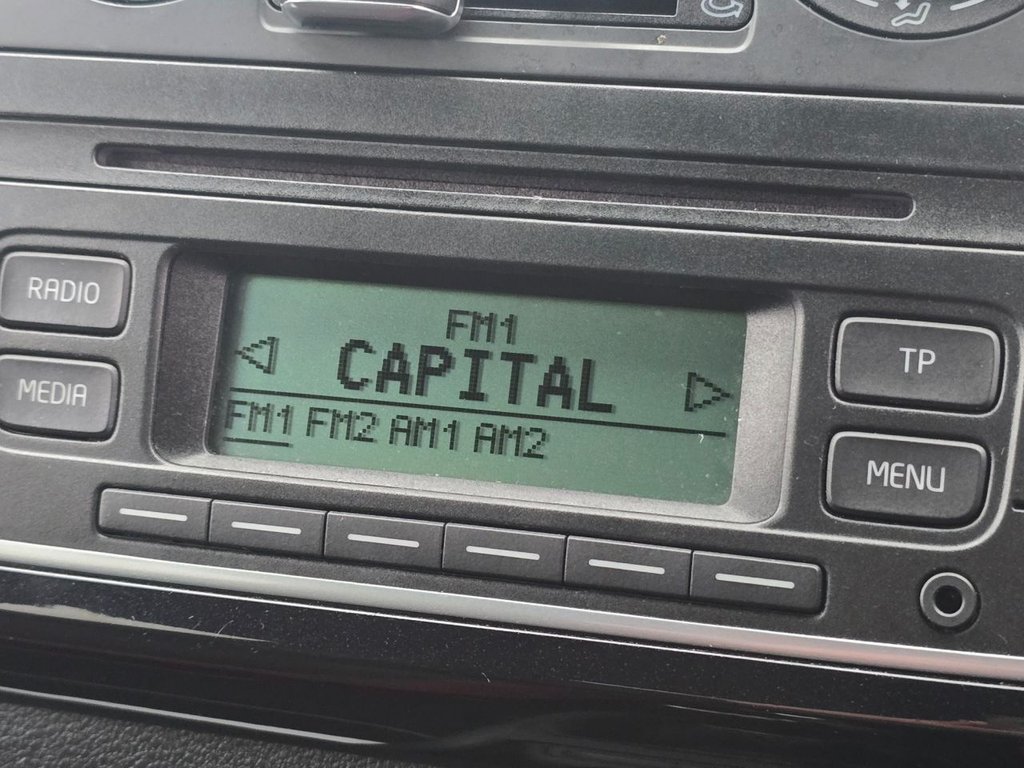 RADIO
MEDIA
FM1
CAPITAL
FM1 FM2 AM1 AM2
TP
MENU